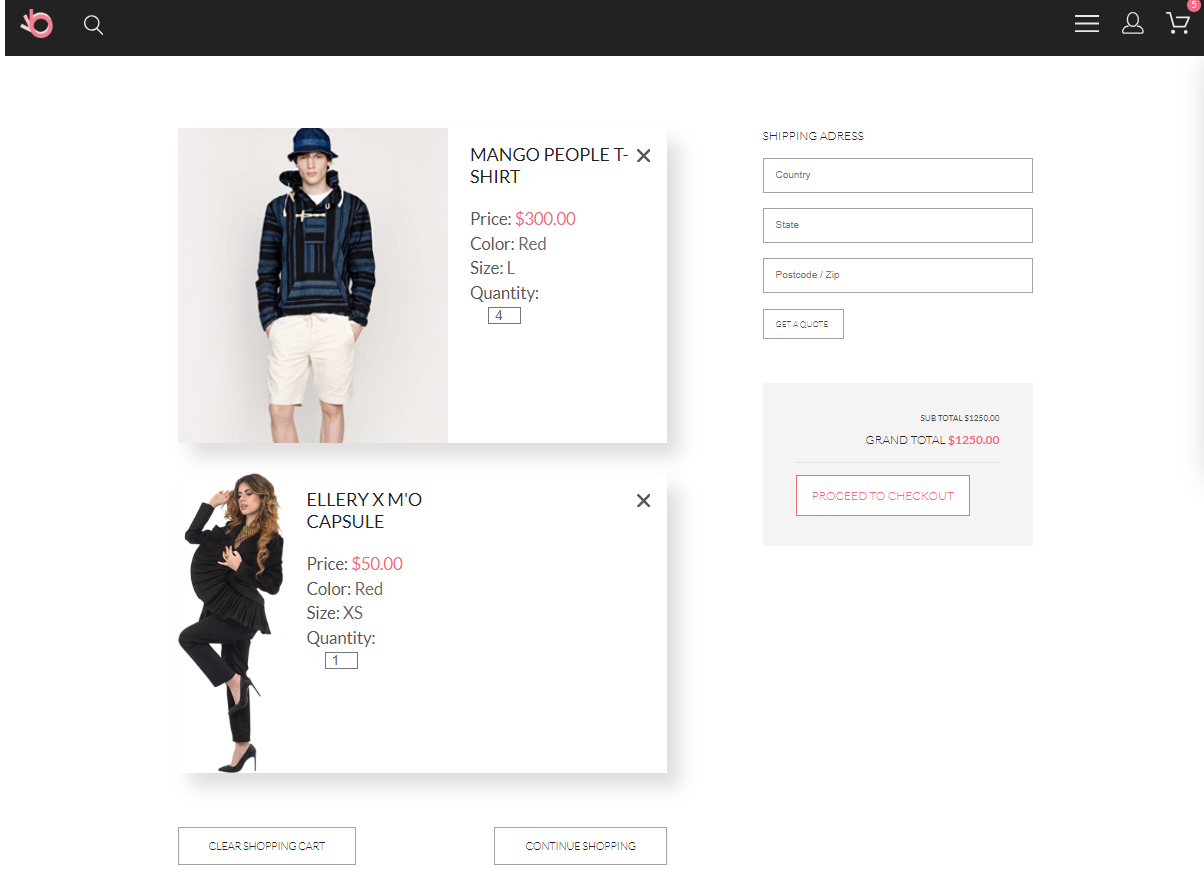 5
MANGO PEOPLE T-
SHIRT
Price: $300.00
Color: Red
Size: L
Quantity:
4
ELLERY X M'O
CAPSULE
Price: $50.00
Color: Red
Size: XS
Quantity:
1
CLEAR SHOPPING CART
CONTINUE SHOPPING
SHIPPING ADRESS
Country
State
Postcode / Zip
GET A QUOTE
SUB TOTAL $1250.00
GRAND TOTAL $1250.00
PROCEED TO CHECKOUT